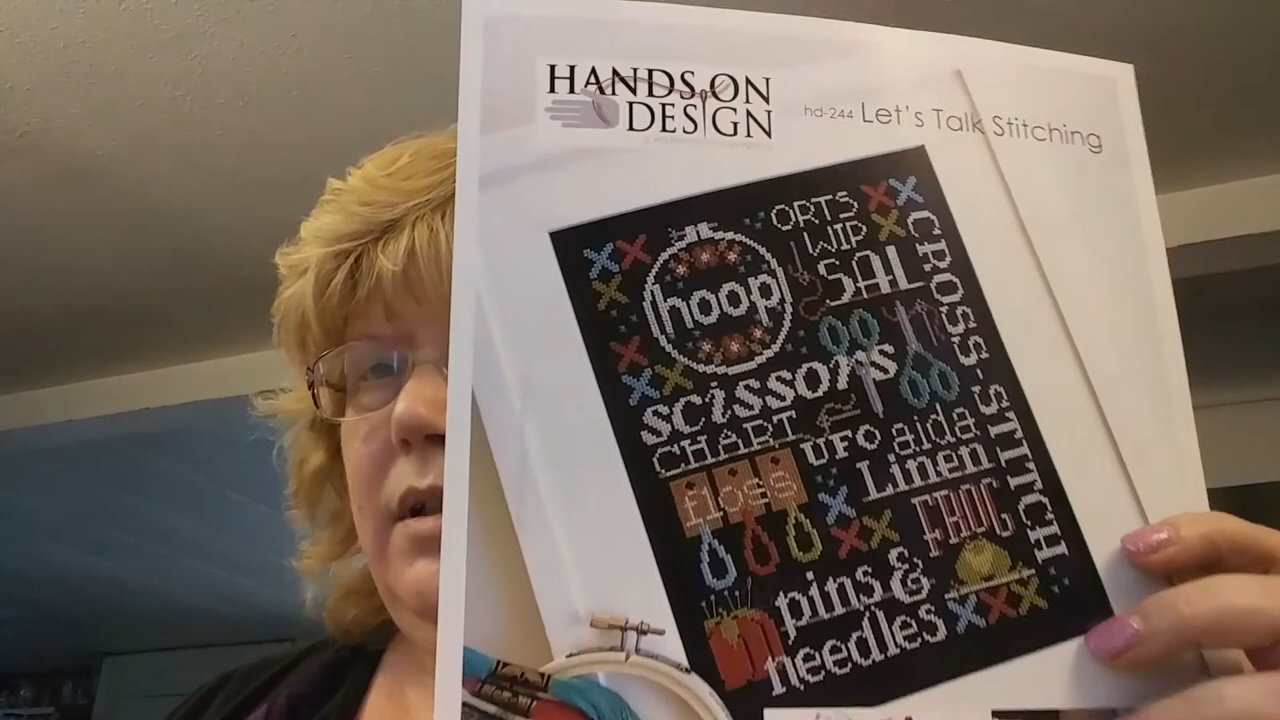 HANDS ON
DESIGN
hd-244 Let's Talk Stitching
ORTS
WIP
SAL
hoop
CROSS-STITCH
scissors
CHART
UFO aida
Linen
floss
FROG
pins &
needles